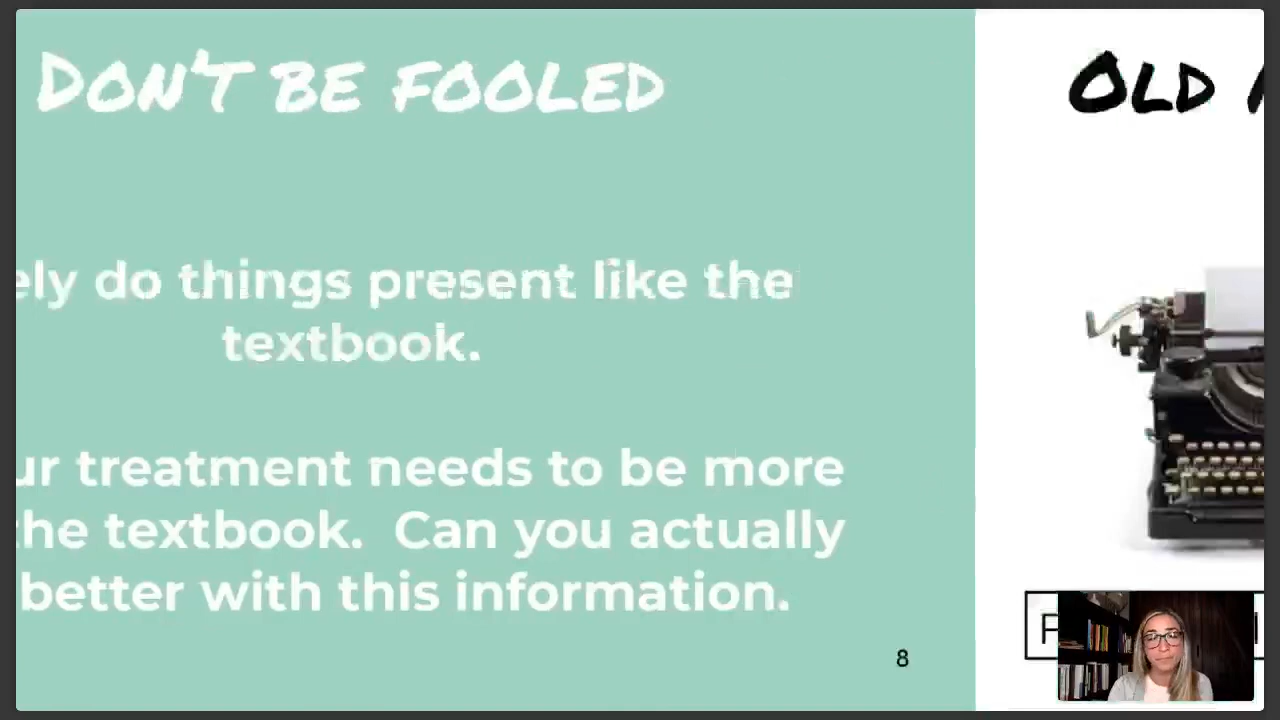 DON'T BE FOOLED
ely do things present like the
textbook.
ur treatment needs to be more
the textbook. Can you actually
better with this information.
8
OLD